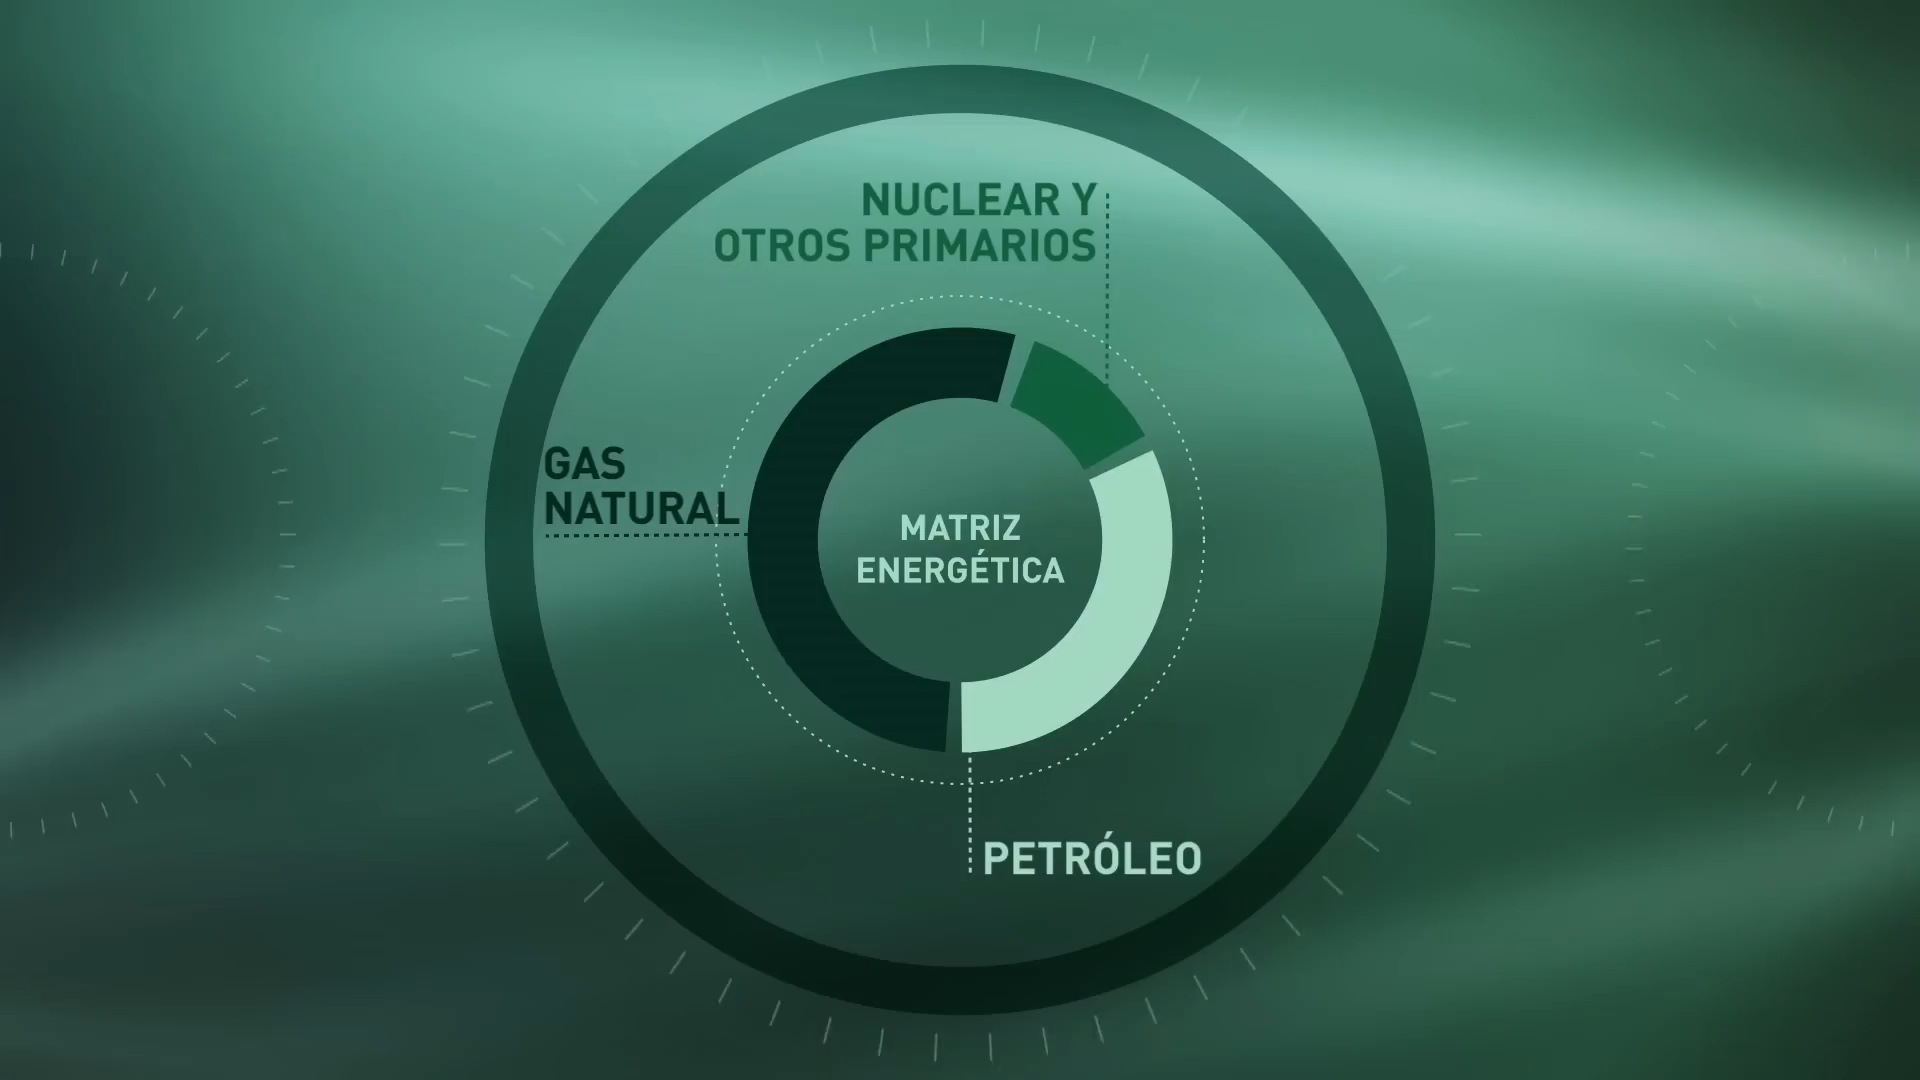 NUCLEAR Y
OTROS PRIMARIOS
GAS
NATURAL
MATRIZ
ENERGÉTICA
PETRÓLEO